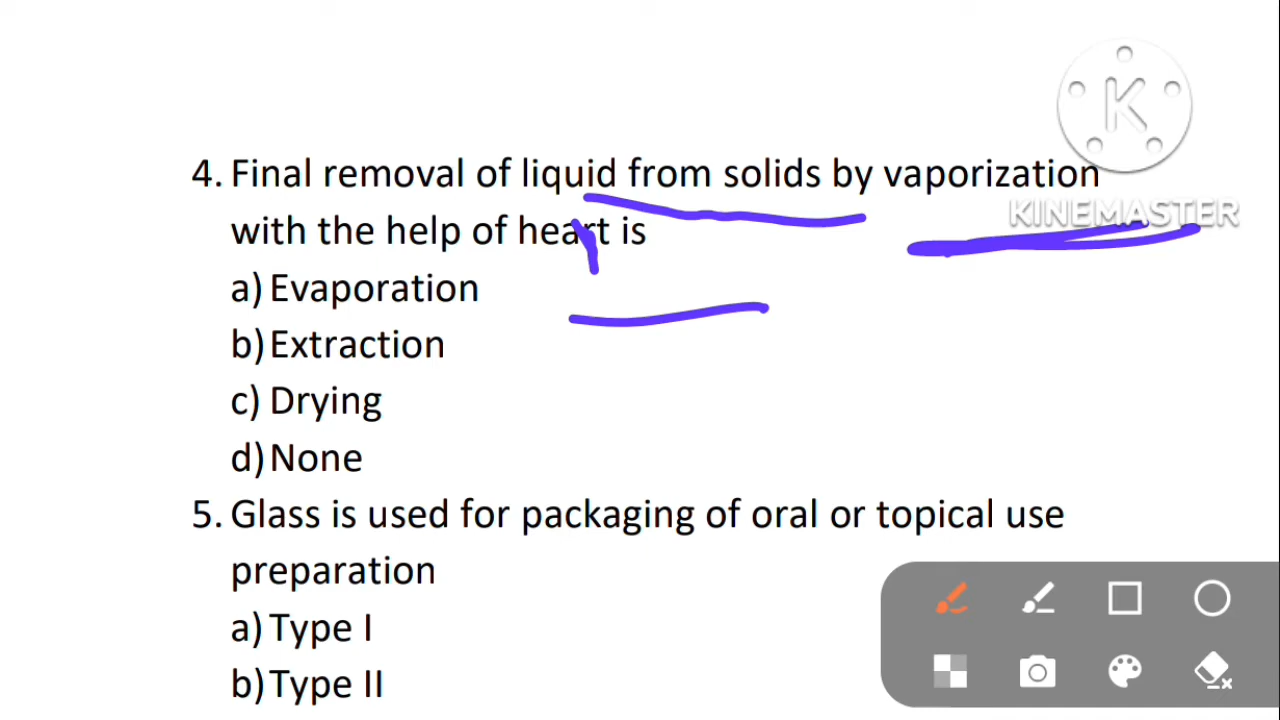 4. Final removal of liquid from solids by vaporization
with the help of heart is
a) Evaporation
b) Extraction
c) Drying
d) None
5. Glass is used for packaging of oral or topical use
preparation
a) Type I
b) Type II
K
KINEMASTER